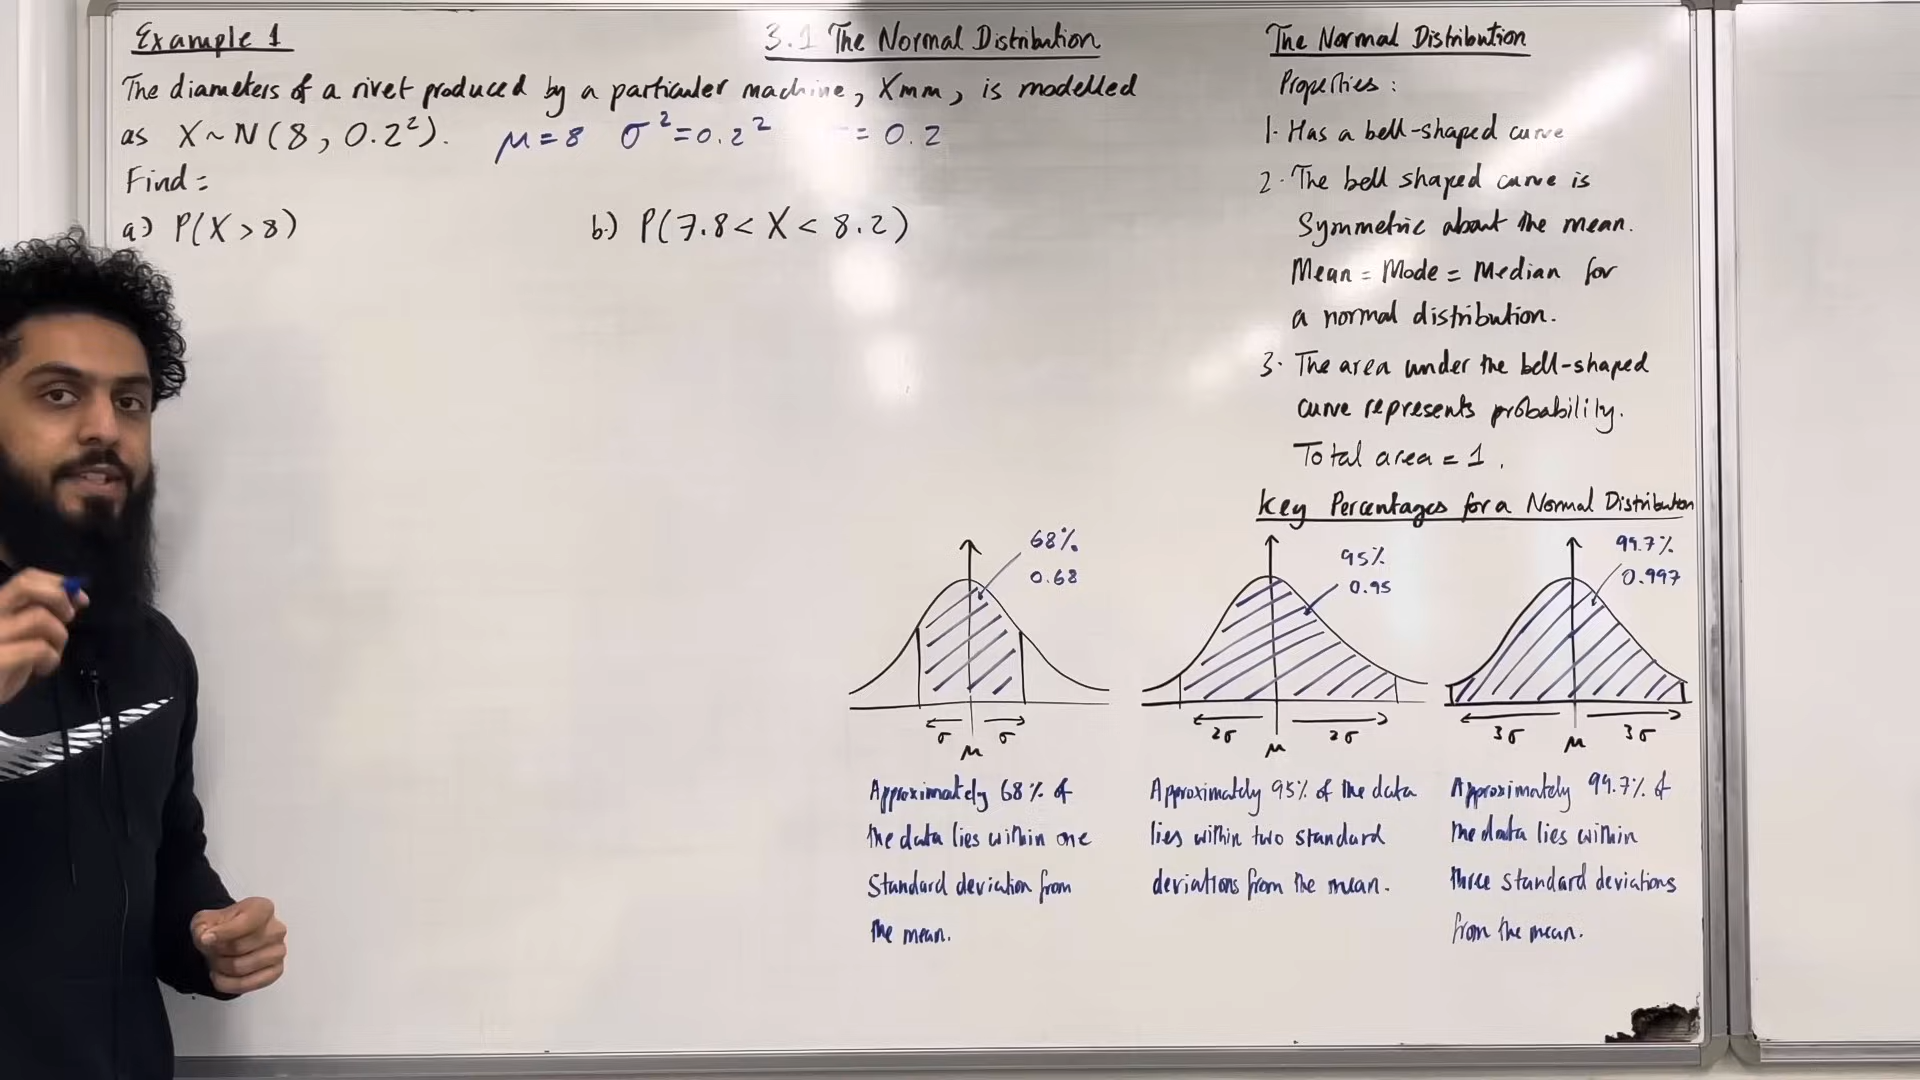 Example 1
3.1 The Normal Distribution
The diameters of a rivet produced by a particular machine, Xmm, is modelled
as X~N(8, 0.2²). μ=8 σ²=0.2² = 0.2
Find:
a) P(X>8)
b.) P(7.8< X < 8.2)
The Normal Distribution
Properties:
1. Has a bell-shaped curve
2. The bell shaped curve is
Symmetric about the mean.
Mean = Mode = Median for
a normal distribution.
3. The area under the bell-shaped
curve represents probability.
Total area = 1.
Key Percentages for a Normal Distribution
68%
0.68
σ σ
μ
Approximately 68% of
the data lies within one
Standard deviation from
the mean.
95%
0.95
2σ 2σ
μ
Approximately 95% of the data
lies within two standard
deviations from the mean.
99.7%
0.997
3σ 3σ
μ
Approximately 99.7% of
the data lies within
three standard deviations
from the mean.